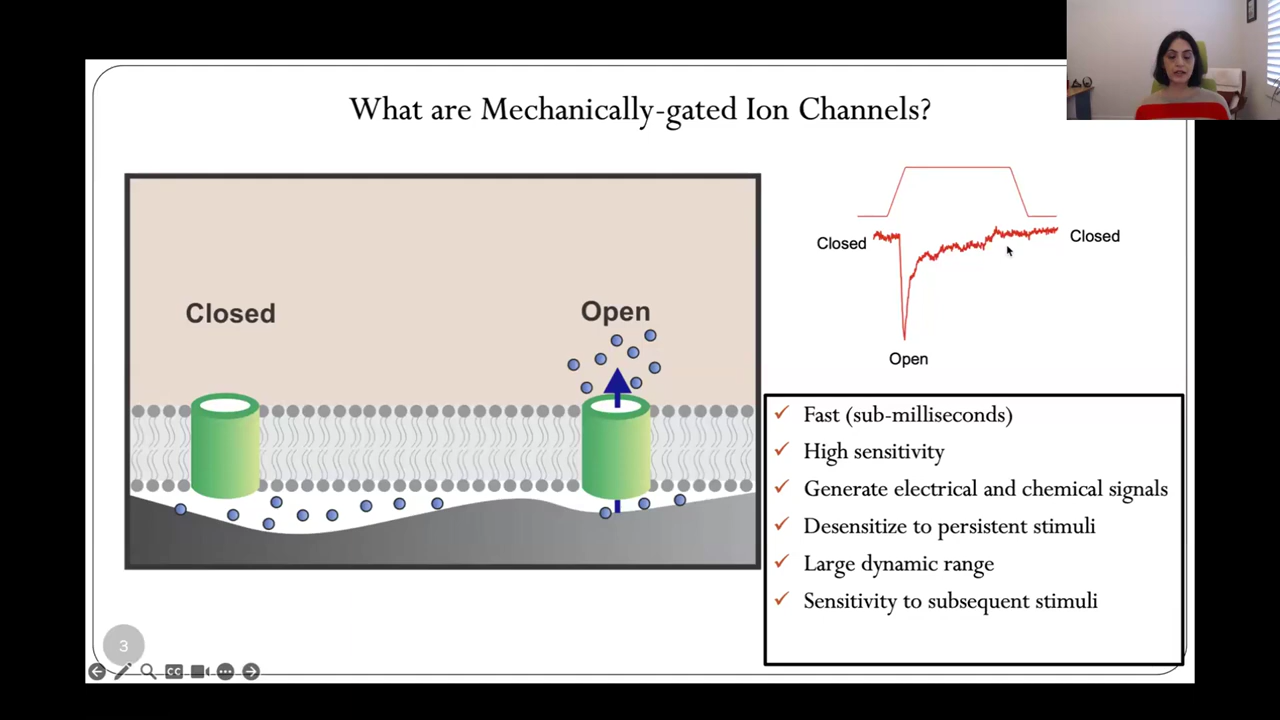 What are Mechanically-gated Ion Channels?
Closed
Open
Closed
Closed
Open
Fast (sub-milliseconds)
High sensitivity
Generate electrical and chemical signals
Desensitize to persistent stimuli
Large dynamic range
Sensitivity to subsequent stimuli
3
CC